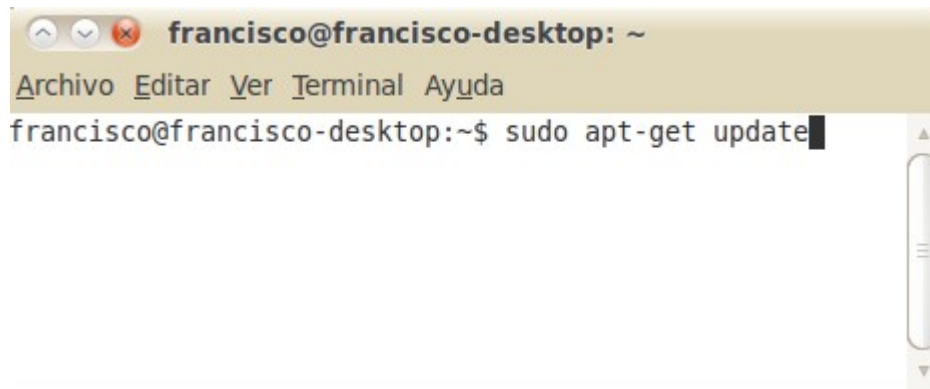 francisco@francisco-desktop: ~
Archivo Editar Ver Terminal Ayuda
francisco@francisco-desktop:~$ sudo apt-get update